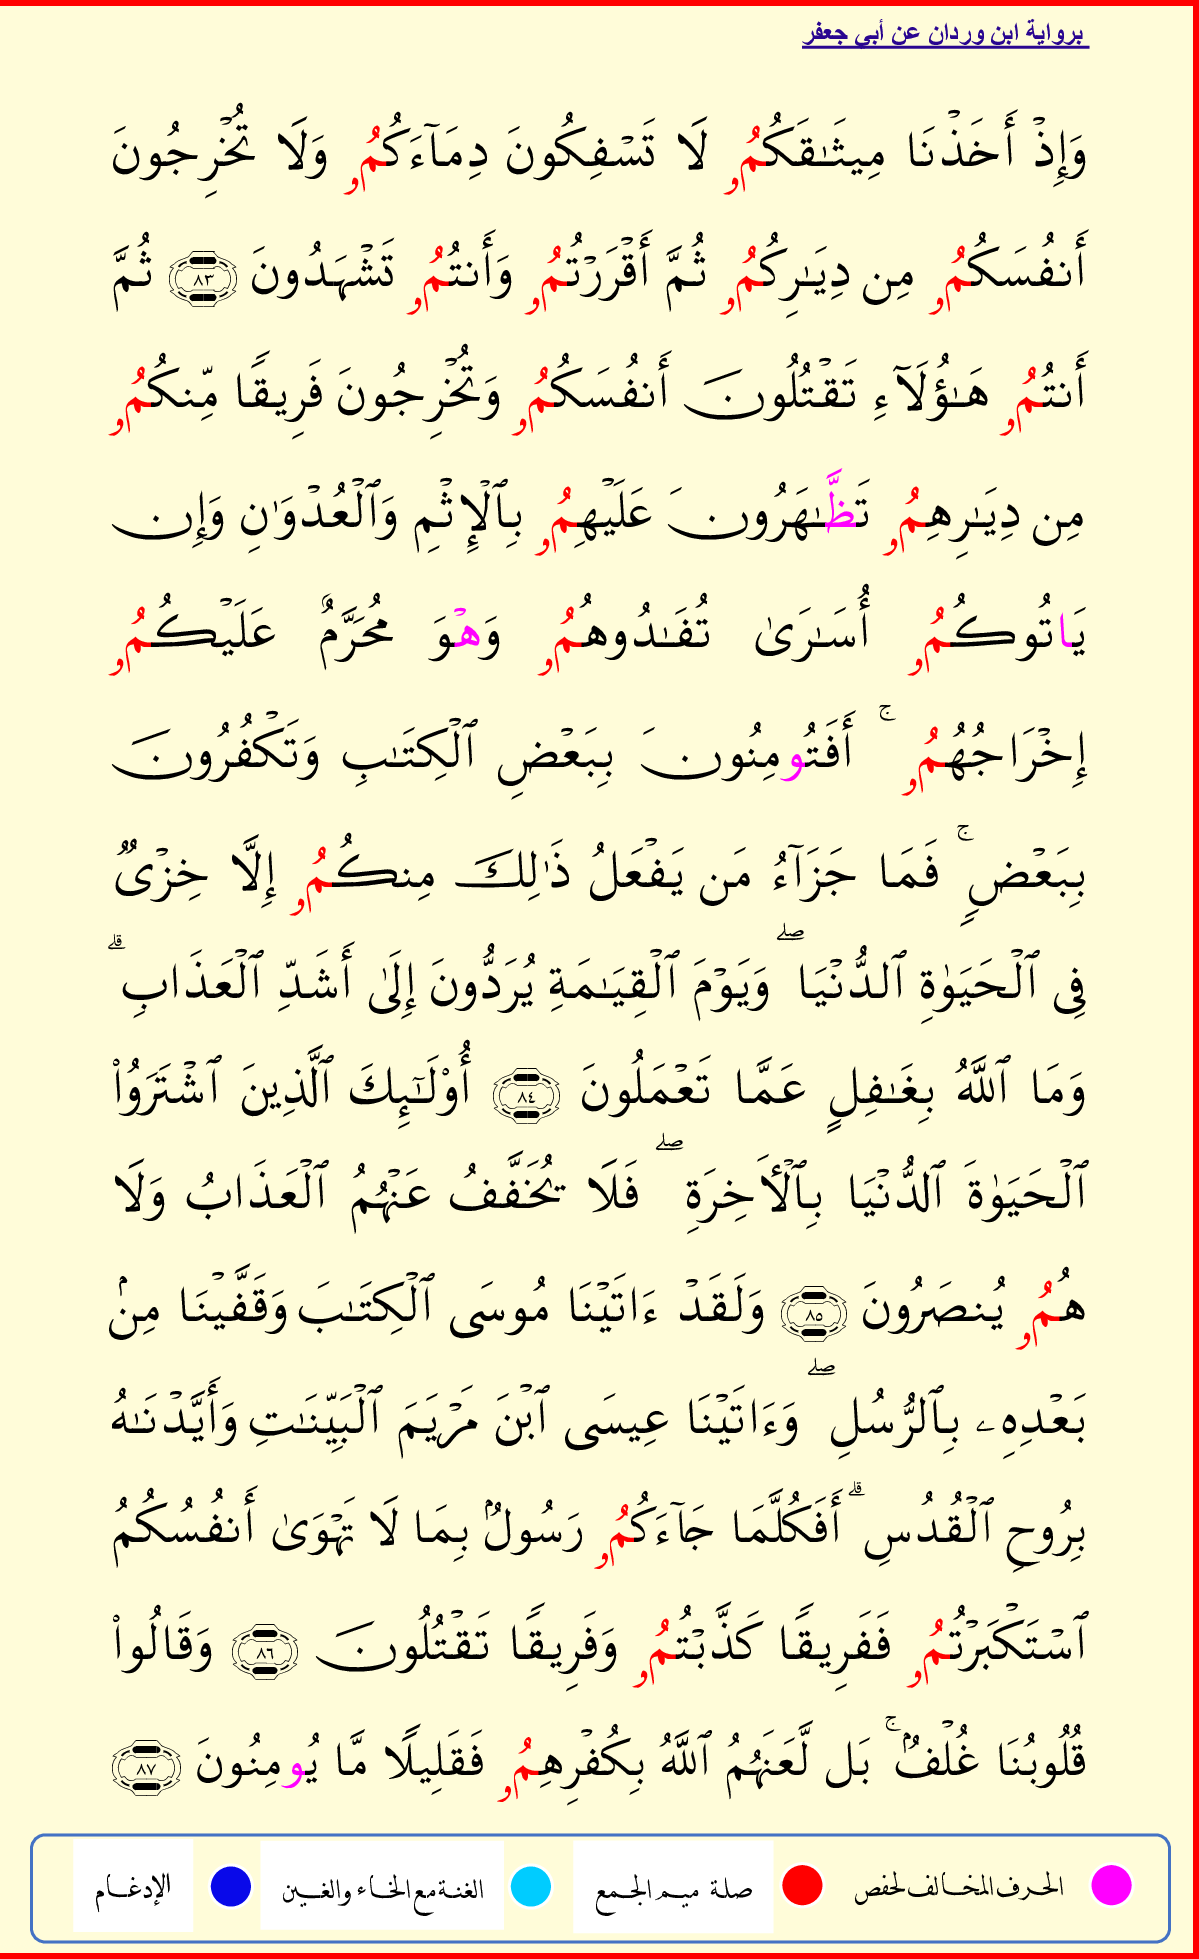 برواية ابن وردان عن أبي جعفر
وَإِذۡ أَخَذۡنَا مِيثَٰقَكُمُۥ لَا تَسۡفِكُونَ دِمَآءَكُمُۥ وَلَا تُخۡرِجُونَ
أَنفُسَكُمُۥ مِن دِيَٰرِكُمُۥ ثُمَّ أَقۡرَرۡتُمُۥ وَأَنتُمُۥ تَشۡهَدُونَ ٨٣ ثُمَّ
أَنتُمُۥ هَٰٓؤُلَآءِ تَقۡتُلُونَ أَنفُسَكُمُۥ وَتُخۡرِجُونَ فَرِيقًا مِّنكُمُۥ
مِن دِيَٰرِهِمُۥ تَظَّٰهَرُونَ عَلَيۡهِمُۥ بِٱلۡإِثۡمِ وَٱلۡعُدۡوَٰنِ وَإِن
يَاتُوكُمُۥ أُسَٰرَىٰ تُفَٰدُوهُمُۥ وَهۡوَ مُحَرَّمٌ عَلَيۡكُمُۥ
إِخۡرَاجُهُمُۥ ۚ أَفَتُومِنُونَ بِبَعۡضِ ٱلۡكِتَٰبِ وَتَكۡفُرُونَ
بِبَعۡضٖۚ فَمَا جَزَآءُ مَن يَفۡعَلُ ذَٰلِكَ مِنكُمُۥ إِلَّا خِزۡيٞ
فِي ٱلۡحَيَوٰةِ ٱلدُّنۡيَاۖ وَيَوۡمَ ٱلۡقِيَٰمَةِ يُرَدُّونَ إِلَىٰ أَشَدِّ ٱلۡعَذَابِۗ
وَمَا ٱللَّهُ بِغَٰفِلٍ عَمَّا تَعۡمَلُونَ ٨٤ أُوْلَٰٓئِكَ ٱلَّذِينَ ٱشۡتَرَوُاْ
ٱلۡحَيَوٰةَ ٱلدُّنۡيَا بِٱلۡأٓخِرَةِۖ فَلَا يُخَفَّفُ عَنۡهُمُ ٱلۡعَذَابُ وَلَا
هُمُۥ يُنصَرُونَ ٨٥ وَلَقَدۡ ءَاتَيۡنَا مُوسَى ٱلۡكِتَٰبَ وَقَفَّيۡنَا مِنۢ
بَعۡدِهِۦ بِٱلرُّسُلِۖ وَءَاتَيۡنَا عِيسَى ٱبۡنَ مَرۡيَمَ ٱلۡبَيِّنَٰتِ وَأَيَّدۡنَٰهُ
بِرُوحِ ٱلۡقُدُسِۗ أَفَكُلَّمَا جَآءَكُمُۥ رَسُولُۢ بِمَا لَا تَهۡوَىٰ أَنفُسُكُمُ
ٱسۡتَكۡبَرۡتُمُۥ فَفَرِيقٗا كَذَّبۡتُمُۥ وَفَرِيقٗا تَقۡتُلُونَ ٨٦ وَقَالُواْ
قُلُوبُنَا غُلۡفُۢۚ بَل لَّعَنَهُمُ ٱللَّهُ بِكُفۡرِهِمُۥ فَقَلِيلٗا مَّا يُومِنُونَ ٨٧
الحرف المخالف لحفص صلة ميم الجمع الغنة مع الخاء والغين الإدغام